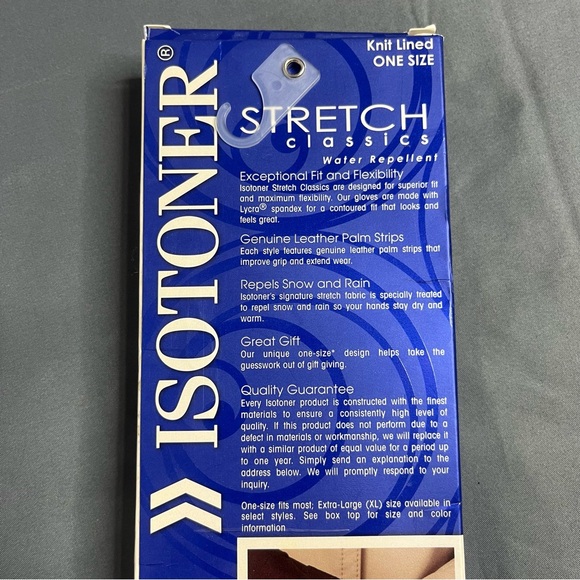 Knit Lined
ONE SIZE
ISOTONER®
STRETCH
classics
Water Repellent
Exceptional Fit and Flexibility
Isotoner Stretch Classics are designed for superior fit
and maximum flexibility. Our gloves are made with
Lycra® spandex for a contoured fit that looks and
feels great.
Genuine Leather Palm Strips
Each style features genuine leather palm strips that
improve grip and extend wear.
Repels Snow and Rain
Isotoner's signature stretch fabric is specially treated
to repel snow and rain so your hands stay dry and
warm.
Great Gift
Our unique one-size* design helps take the
guesswork out of gift giving.
Quality Guarantee
Every Isotoner product is constructed with the finest
materials to ensure a consistently high level of
quality. If this product does not perform due to a
defect in materials or workmanship, we will replace it
with a similar product of equal value for a period up
to one year. Simply send an explanation to the
address below. We will promptly respond to your
inquiry.
One-size fits most; Extra-Large (XL) size available in
select styles. See box top for size and color
information